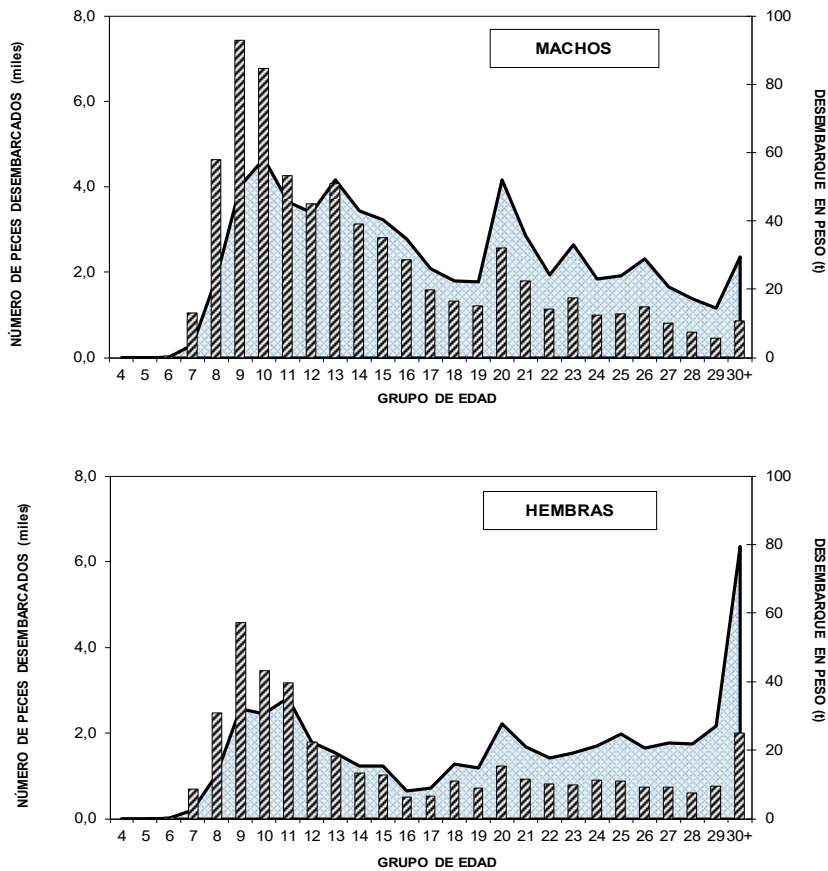 MACHOS
NÚMERO DE PECES DESEMBARCADOS (miles)
8,0
6,0
4,0
2,0
0,0
100
80
60
40
20
0
DESEMBARQUE EN PESO (t)
4 5 6 7 8 9 10 11 12 13 14 15 16 17 18 19 20 21 22 23 24 25 26 27 28 29 30+
GRUPO DE EDAD
HEMBRAS
NÚMERO DE PECES DESEMBARCADOS (miles)
8,0
6,0
4,0
2,0
0,0
100
80
60
40
20
0
DESEMBARQUE EN PESO (t)
4 5 6 7 8 9 10 11 12 13 14 15 16 17 18 19 20 21 22 23 24 25 26 27 28 29 30+
GRUPO DE EDAD